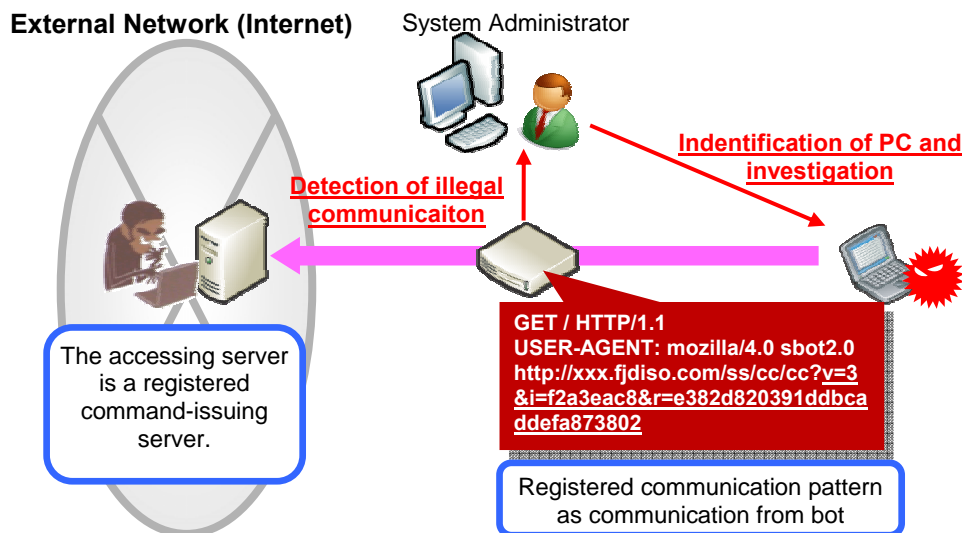 External Network (Internet)
System Administrator
Indentification of PC and
investigation
Detection of illegal
communicaiton
GET / HTTP/1.1
USER-AGENT: mozilla/4.0 sbot2.0
http://xxx.fjdiso.com/ss/cc/cc?v=3
&i=f2a3eac8&r=e382d820391ddbca
ddefa873802
The accessing server
is a registered
command-issuing
server.
Registered communication pattern
as communication from bot